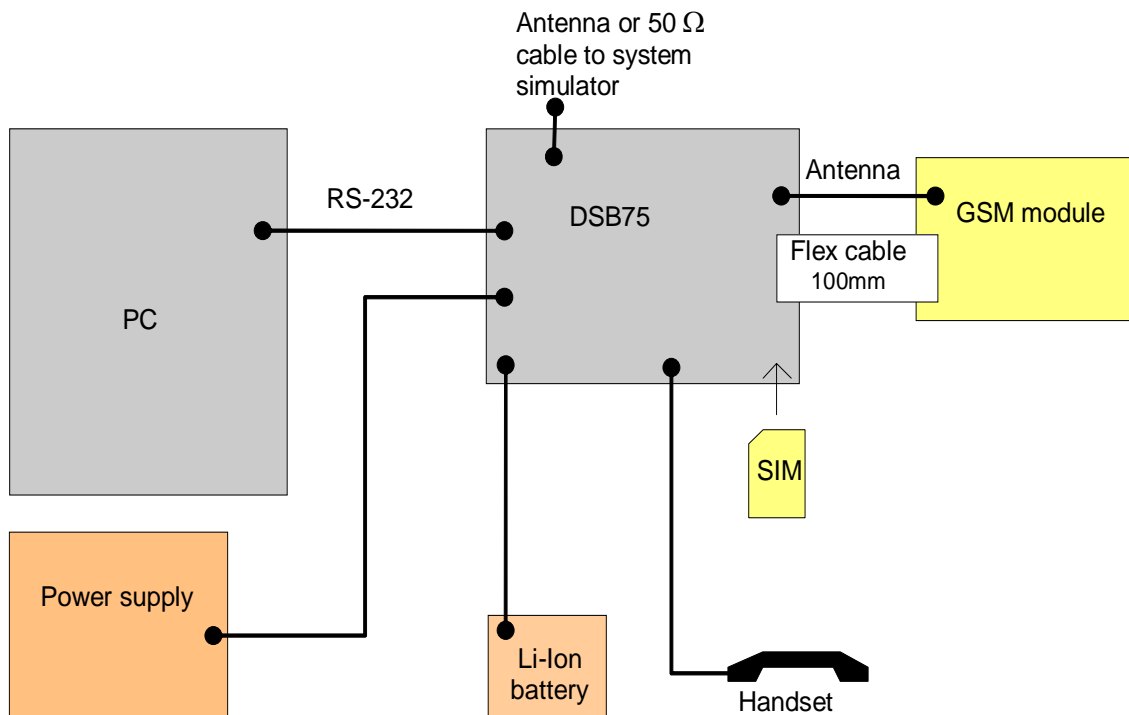 Antenna or 50 Ω
cable to system
simulator
RS-232
DSB75
Antenna
GSM module
Flex cable
100mm
PC
SIM
Power supply
Li-Ion
battery
Handset